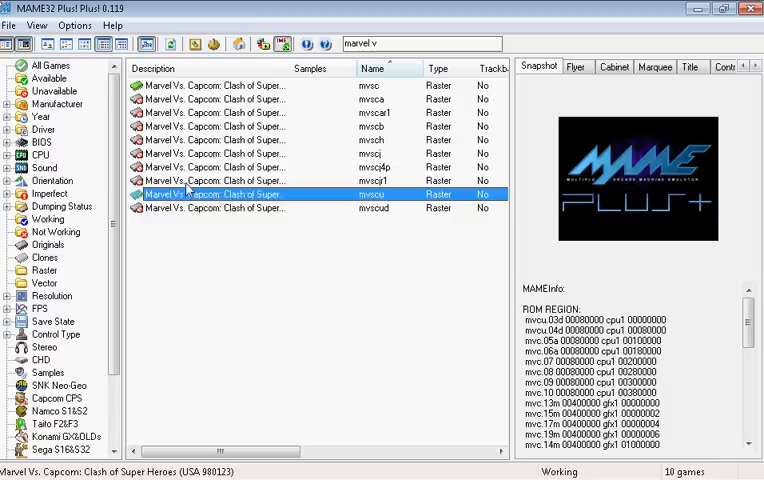 MAME32 Plus! Plus! 0.119
File View Options Help
marvel v
All Games
Available
Unavailable
Manufacturer
Year
Driver
BIOS
CPU
Sound
Orientation
Imperfect
Dumping Status
Working
Not Working
Originals
Clones
Raster
Vector
Resolution
FPS
Save State
Control Type
Stereo
CHD
Samples
SNK Neo-Geo
Capcom CPS
Namco S1&S2
Taito F2&F3
Konami GX&OLDs
Sega S16&S32
Description Samples Name Type Trackb
Marvel Vs. Capcom: Clash of Super... mvsc Raster No
Marvel Vs. Capcom: Clash of Super... mvsca Raster No
Marvel Vs. Capcom: Clash of Super... mvscar1 Raster No
Marvel Vs. Capcom: Clash of Super... mvscb Raster No
Marvel Vs. Capcom: Clash of Super... mvsch Raster No
Marvel Vs. Capcom: Clash of Super... mvscj Raster No
Marvel Vs. Capcom: Clash of Super... mvscj4p Raster No
Marvel Vs. Capcom: Clash of Super... mvscjr1 Raster No
Marvel Vs. Capcom: Clash of Super... mvscu Raster No
Marvel Vs. Capcom: Clash of Super... mvscud Raster No
Snapshot Flyer Cabinet Marquee Title Contr
MAME
MULTIPLE ARCADE MACHINE EMULATOR
PLUS+
MAMEInfo:
ROM REGION:
mvcu.03d 00080000 cpu1 00000000
mvcu.04d 00080000 cpu1 00080000
mvc.05a 00080000 cpu1 00100000
mvc.06a 00080000 cpu1 00180000
mvc.07 00080000 cpu1 00200000
mvc.08 00080000 cpu1 00280000
mvc.09 00080000 cpu1 00300000
mvc.10 00080000 cpu1 00380000
mvc.13m 00400000 gfx1 00000000
mvc.15m 00400000 gfx1 00000002
mvc.17m 00400000 gfx1 00000004
mvc.19m 00400000 gfx1 00000006
mvc.14m 00400000 gfx1 01000000
Marvel Vs. Capcom: Clash of Super Heroes (USA 980123) Working 10 games